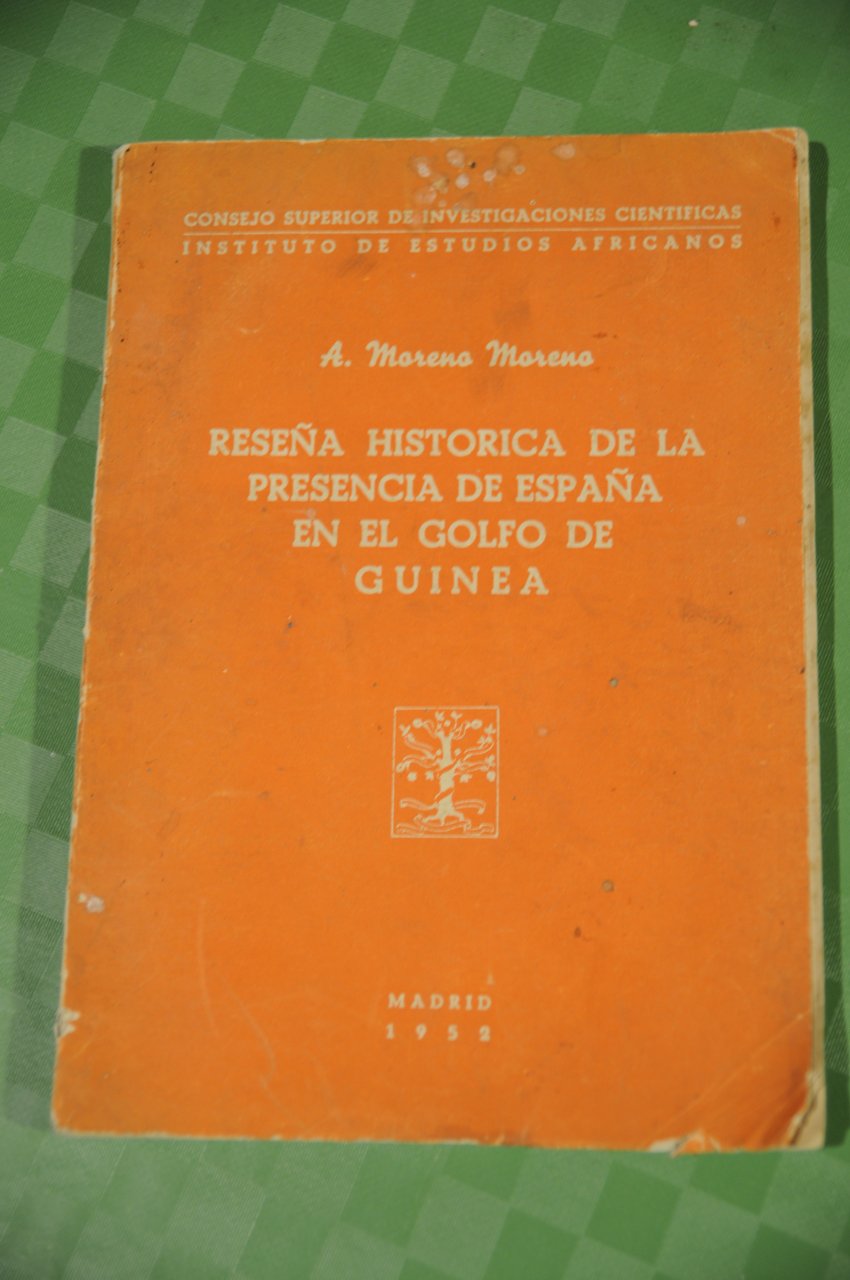 CONSEJO SUPERIOR DE INVESTIGACIONES CIENTIFICAS
INSTITUTO DE ESTUDIOS AFRICANOS
A. Moreno Moreno
RESEÑA HISTORICA DE LA
PRESENCIA DE ESPAÑA
EN EL GOLFO DE
GUINEA
MADRID
1952